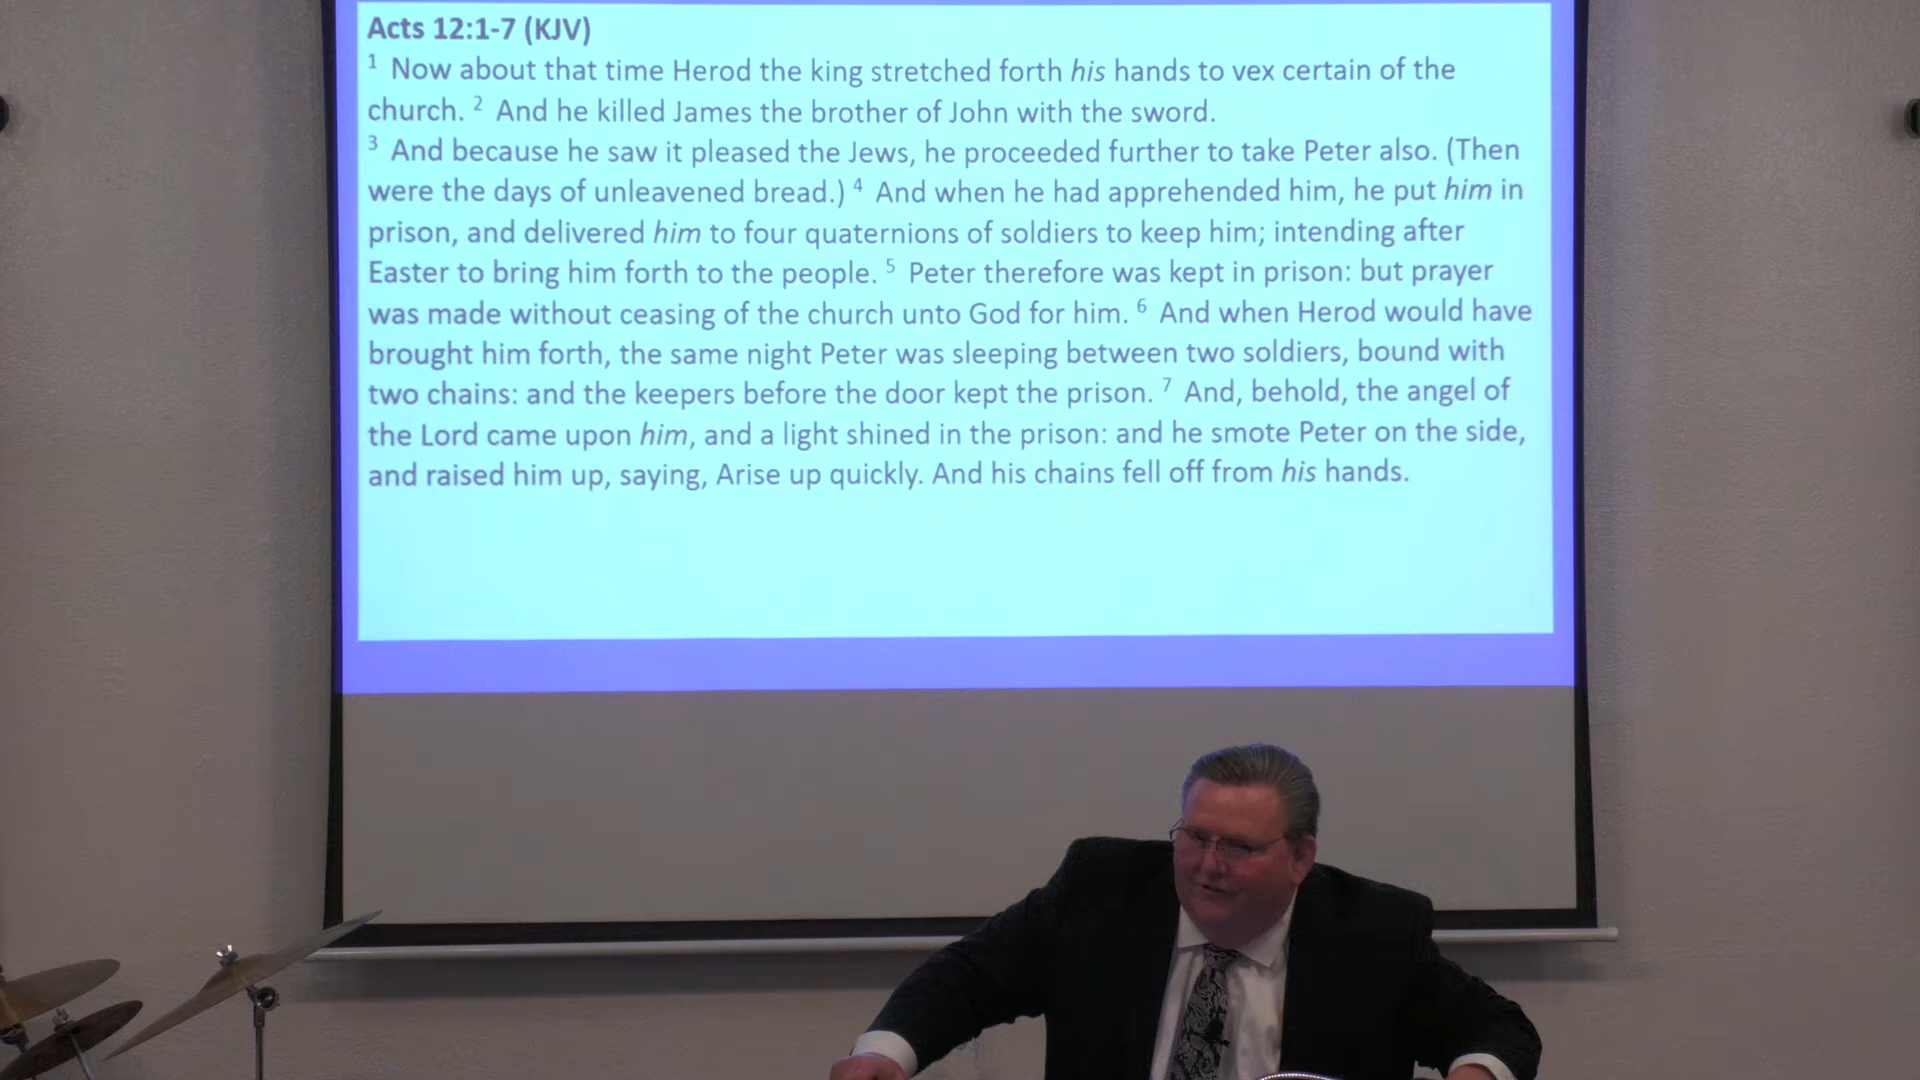 Acts 12:1-7 (KJV)
1 Now about that time Herod the king stretched forth his hands to vex certain of the
church. 2 And he killed James the brother of John with the sword.
3 And because he saw it pleased the Jews, he proceeded further to take Peter also. (Then
were the days of unleavened bread.) 4 And when he had apprehended him, he put him in
prison, and delivered him to four quaternions of soldiers to keep him; intending after
Easter to bring him forth to the people. 5 Peter therefore was kept in prison: but prayer
was made without ceasing of the church unto God for him. 6 And when Herod would have
brought him forth, the same night Peter was sleeping between two soldiers, bound with
two chains: and the keepers before the door kept the prison. 7 And, behold, the angel of
the Lord came upon him, and a light shined in the prison: and he smote Peter on the side,
and raised him up, saying, Arise up quickly. And his chains fell off from his hands.